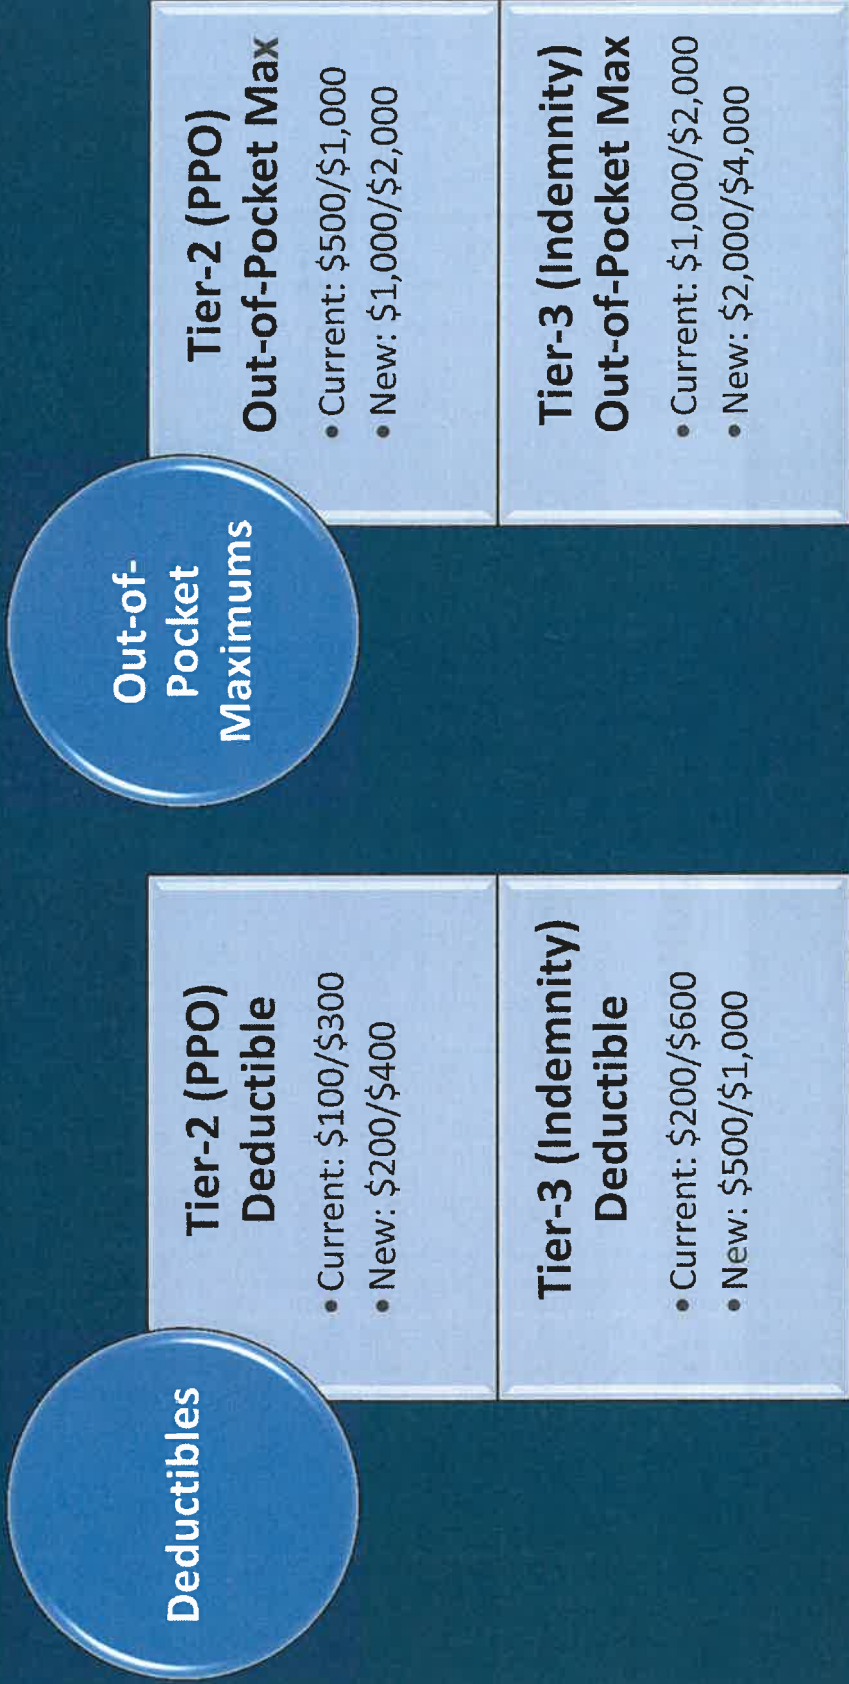 Deductibles
Tier-2 (PPO)
Deductible
• Current: $100/$300
• New: $200/$400
Tier-3 (Indemnity)
Deductible
• Current: $200/$600
• New: $500/$1,000
Out-of-
Pocket
Maximums
Tier-2 (PPO)
Out-of-Pocket Max
• Current: $500/$1,000
• New: $1,000/$2,000
Tier-3 (Indemnity)
Out-of-Pocket Max
• Current: $1,000/$2,000
• New: $2,000/$4,000